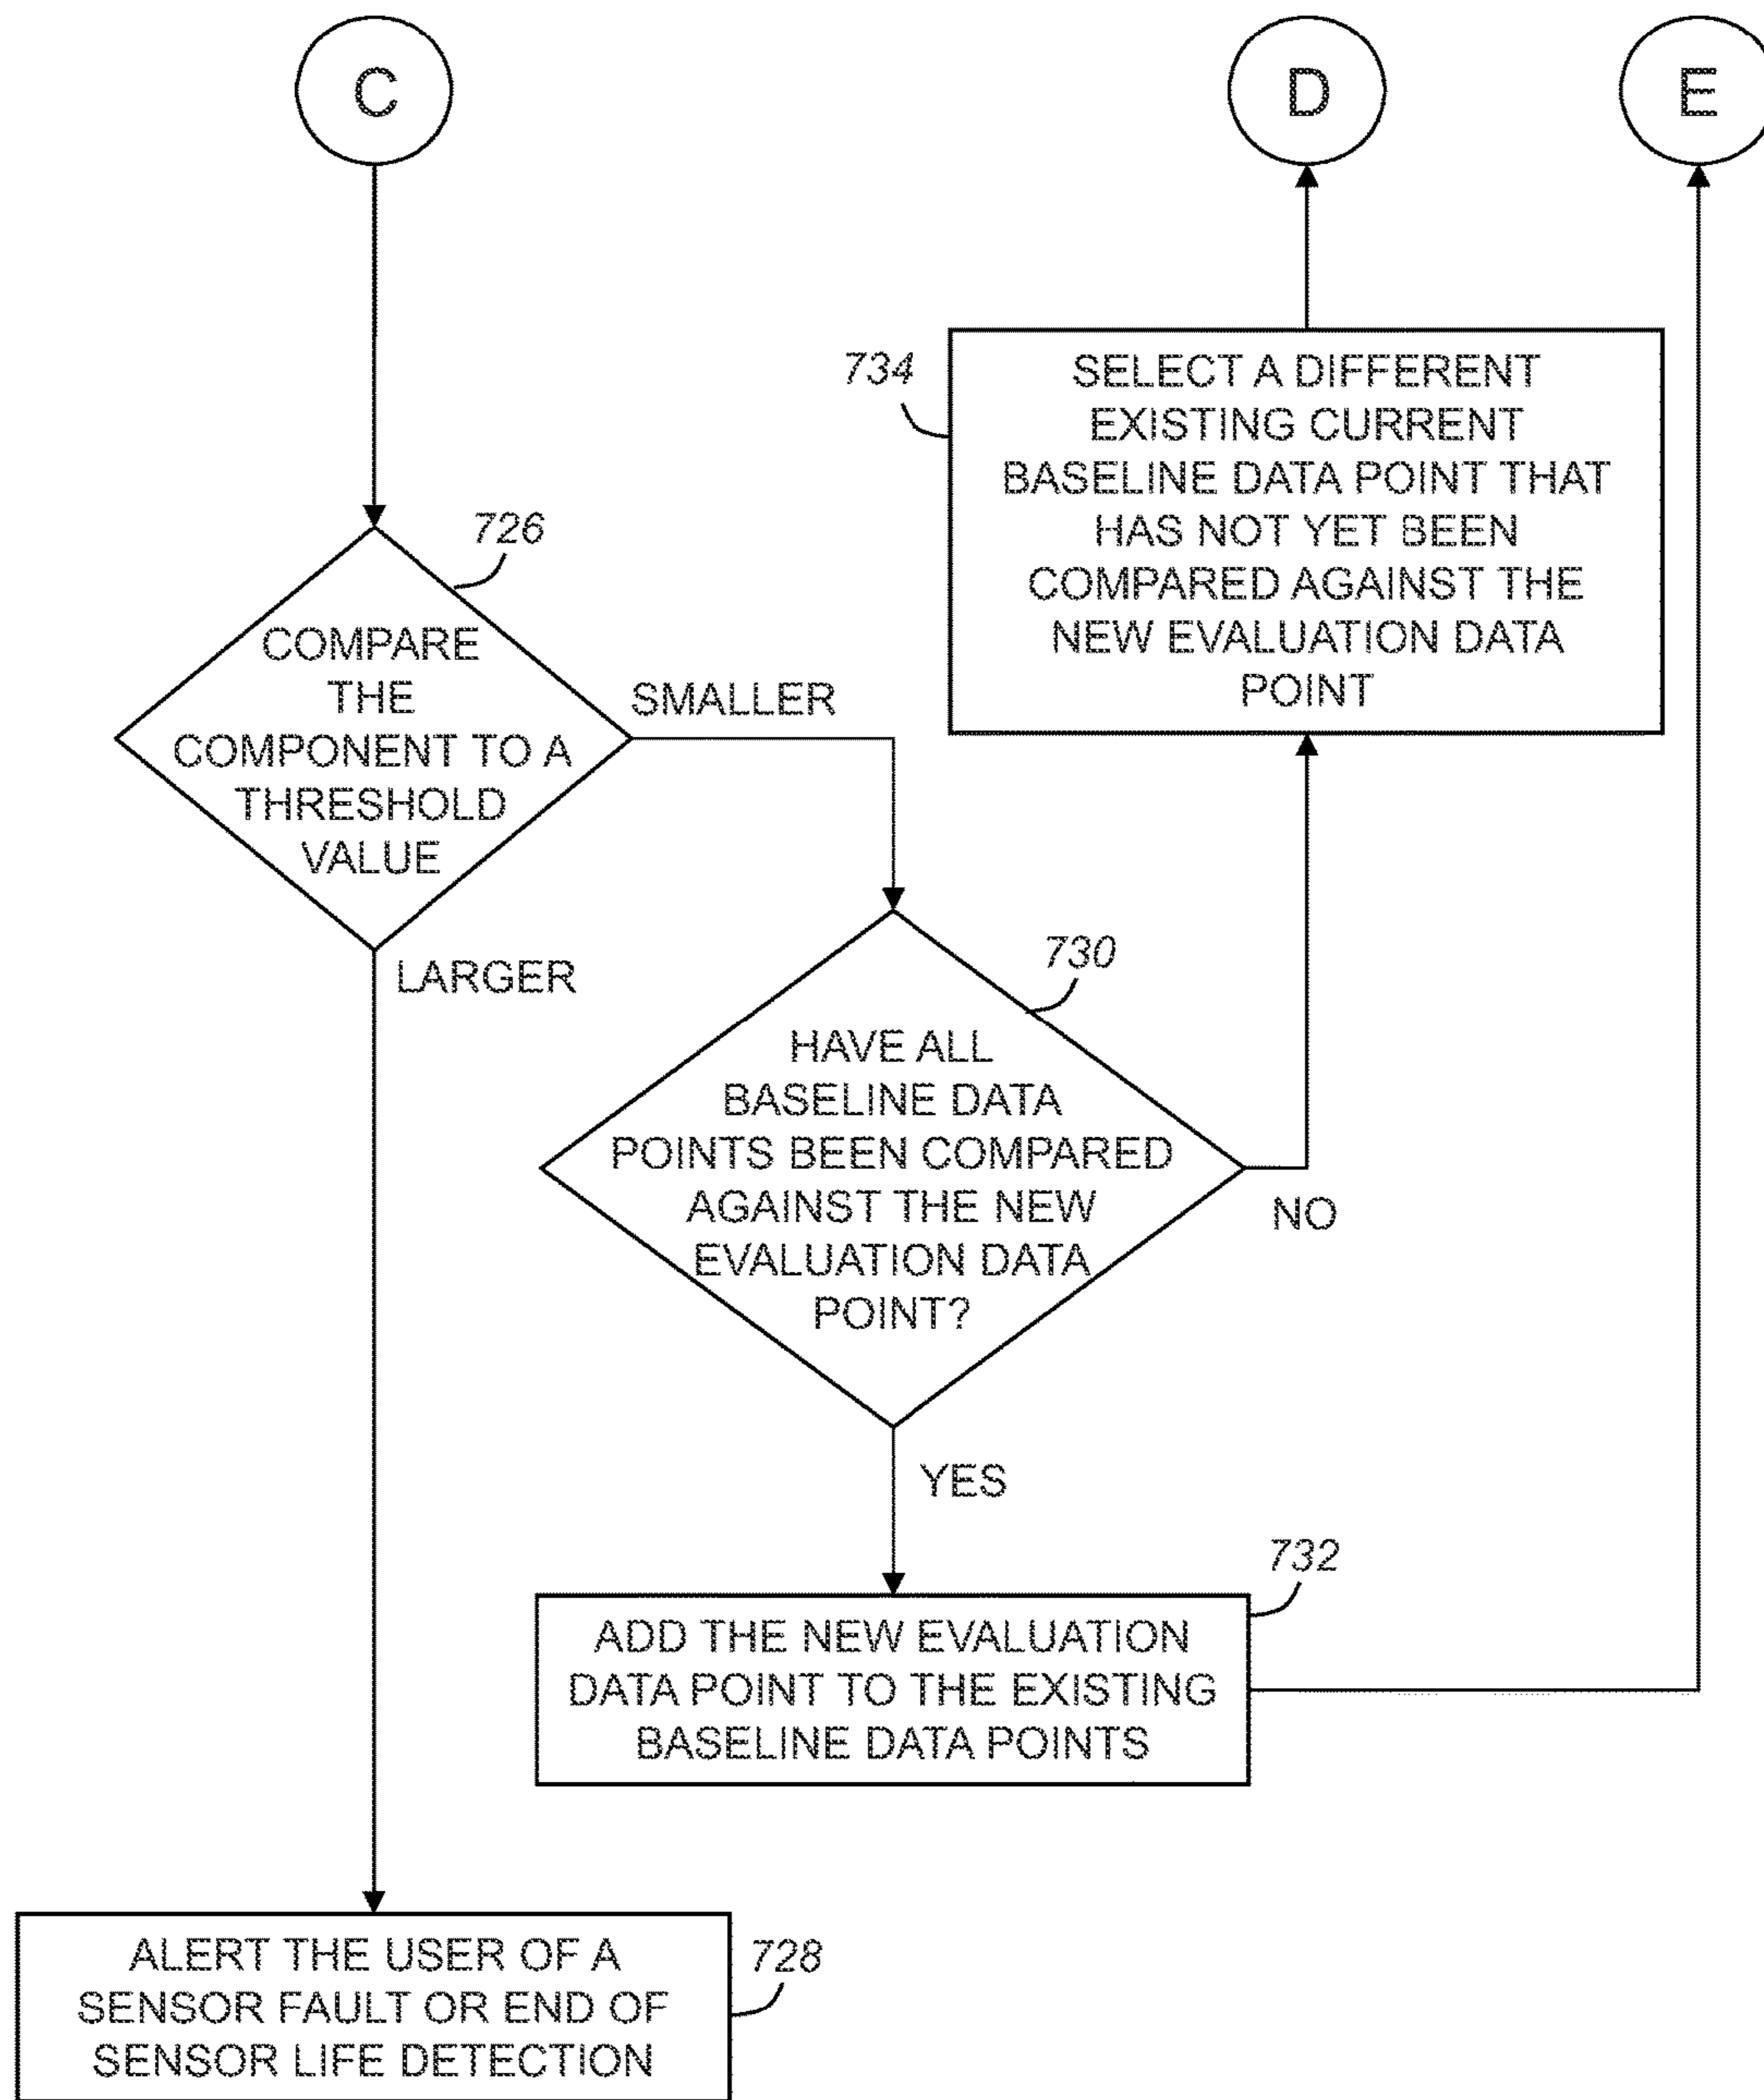 C
D
E
734
SELECT A DIFFERENT
EXISTING CURRENT
BASELINE DATA POINT THAT
HAS NOT YET BEEN
COMPARED AGAINST THE
NEW EVALUATION DATA
POINT
726
COMPARE
THE
COMPONENT TO A
THRESHOLD
VALUE
SMALLER
LARGER
730
HAVE ALL
BASELINE DATA
POINTS BEEN COMPARED
AGAINST THE NEW
EVALUATION DATA
POINT?
NO
YES
732
ADD THE NEW EVALUATION
DATA POINT TO THE EXISTING
BASELINE DATA POINTS
ALERT THE USER OF A
SENSOR FAULT OR END OF
SENSOR LIFE DETECTION
728